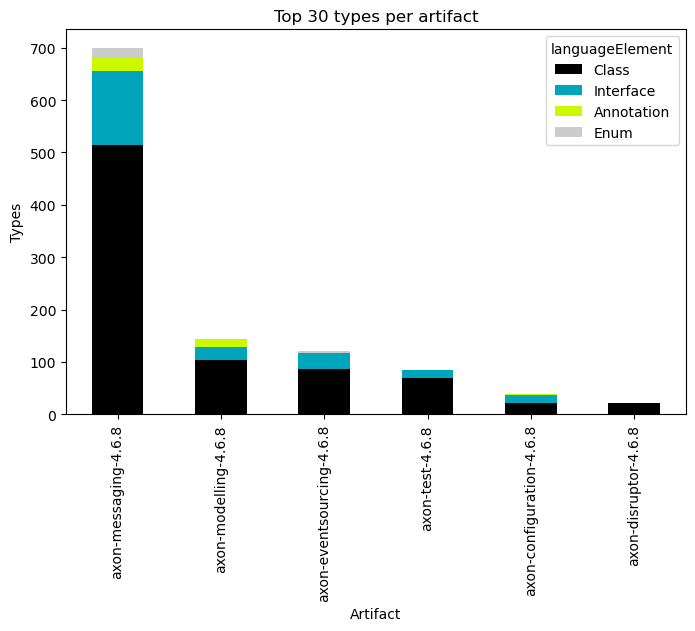 Top 30 types per artifact
languageElement
Class
Interface
Annotation
Enum
Types
700
600
500
400
300
200
100
0
axon-messaging-4.6.8
axon-modelling-4.6.8
axon-eventsourcing-4.6.8
axon-test-4.6.8
axon-configuration-4.6.8
axon-disruptor-4.6.8
Artifact